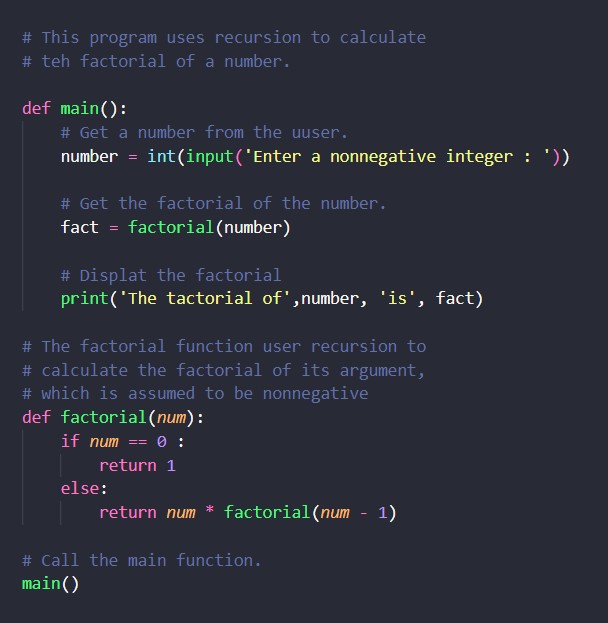 # This program uses recursion to calculate
# teh factorial of a number.
def main():
# Get a number from the uuser.
number = int(input('Enter a nonnegative integer : '))
# Get the factorial of the number.
fact = factorial(number)
# Displat the factorial
print('The tactorial of',number, 'is', fact)
# The factorial function user recursion to
# calculate the factorial of its argument,
# which is assumed to be nonnegative
def factorial(num):
if num == 0 :
return 1
else:
return num * factorial(num - 1)
# Call the main function.
main()